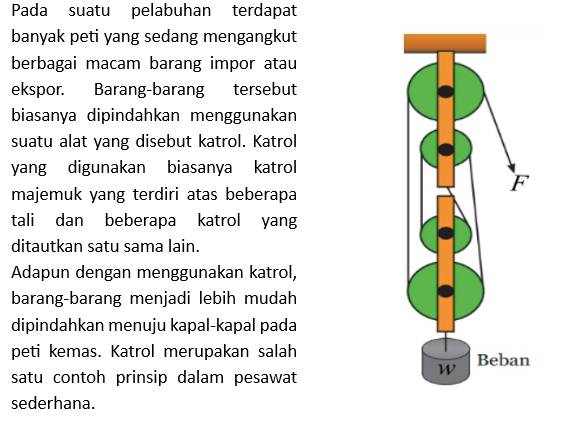 Pada suatu pelabuhan terdapat
banyak peti yang sedang mengangkut
berbagai macam barang impor atau
ekspor. Barang-barang tersebut
biasanya dipindahkan menggunakan
suatu alat yang disebut katrol. Katrol
yang digunakan biasanya katrol
majemuk yang terdiri atas beberapa
tali dan beberapa katrol yang
ditautkan satu sama lain.
Adapun dengan menggunakan katrol,
barang-barang menjadi lebih mudah
dipindahkan menuju kapal-kapal pada
peti kemas. Katrol merupakan salah
satu contoh prinsip dalam pesawat
sederhana.
F
Beban
W